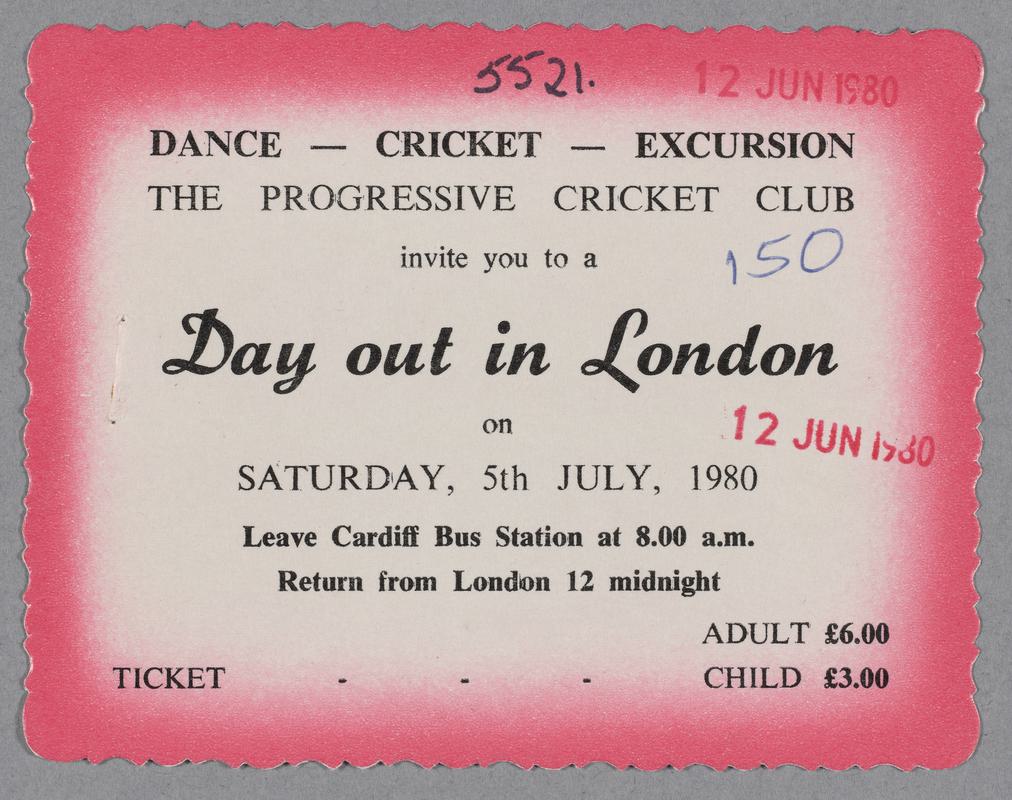 5521.
12 JUN 1980
DANCE — CRICKET — EXCURSION
THE PROGRESSIVE CRICKET CLUB
invite you to a
150
Day out in London
on
12 JUN 1980
SATURDAY, 5th JULY, 1980
Leave Cardiff Bus Station at 8.00 a.m.
Return from London 12 midnight
ADULT £6.00
TICKET - - - CHILD £3.00